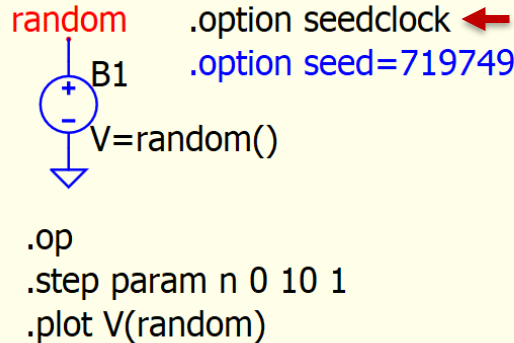 random
.option seedclock
.option seed=719749
B1
V=random()
.op
.step param n 0 10 1
.plot V(random)